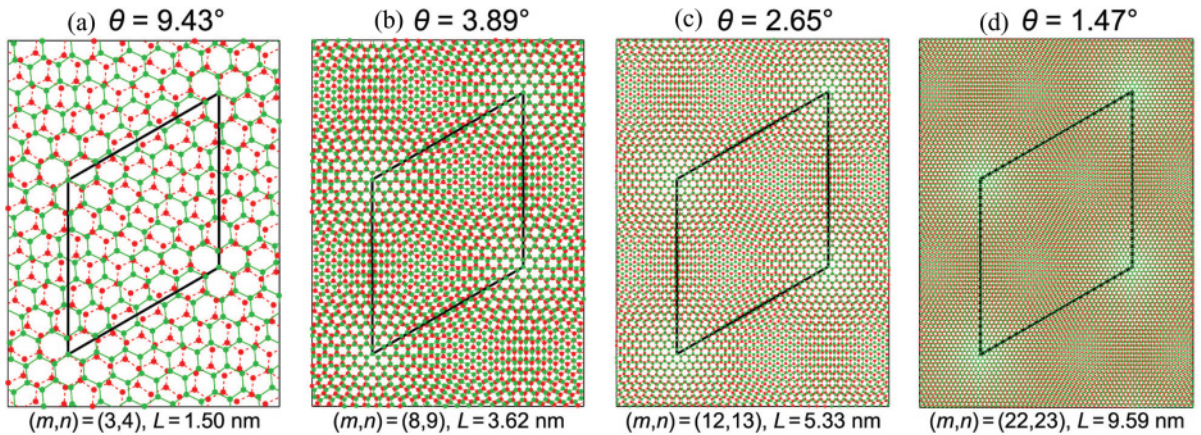 (a) θ = 9.43°
(b) θ = 3.89°
(c) θ = 2.65°
(d) θ = 1.47°
(m,n)=(3,4), L=1.50 nm
(m,n)=(8,9), L=3.62 nm
(m,n)=(12,13), L=5.33 nm
(m,n)=(22,23), L=9.59 nm